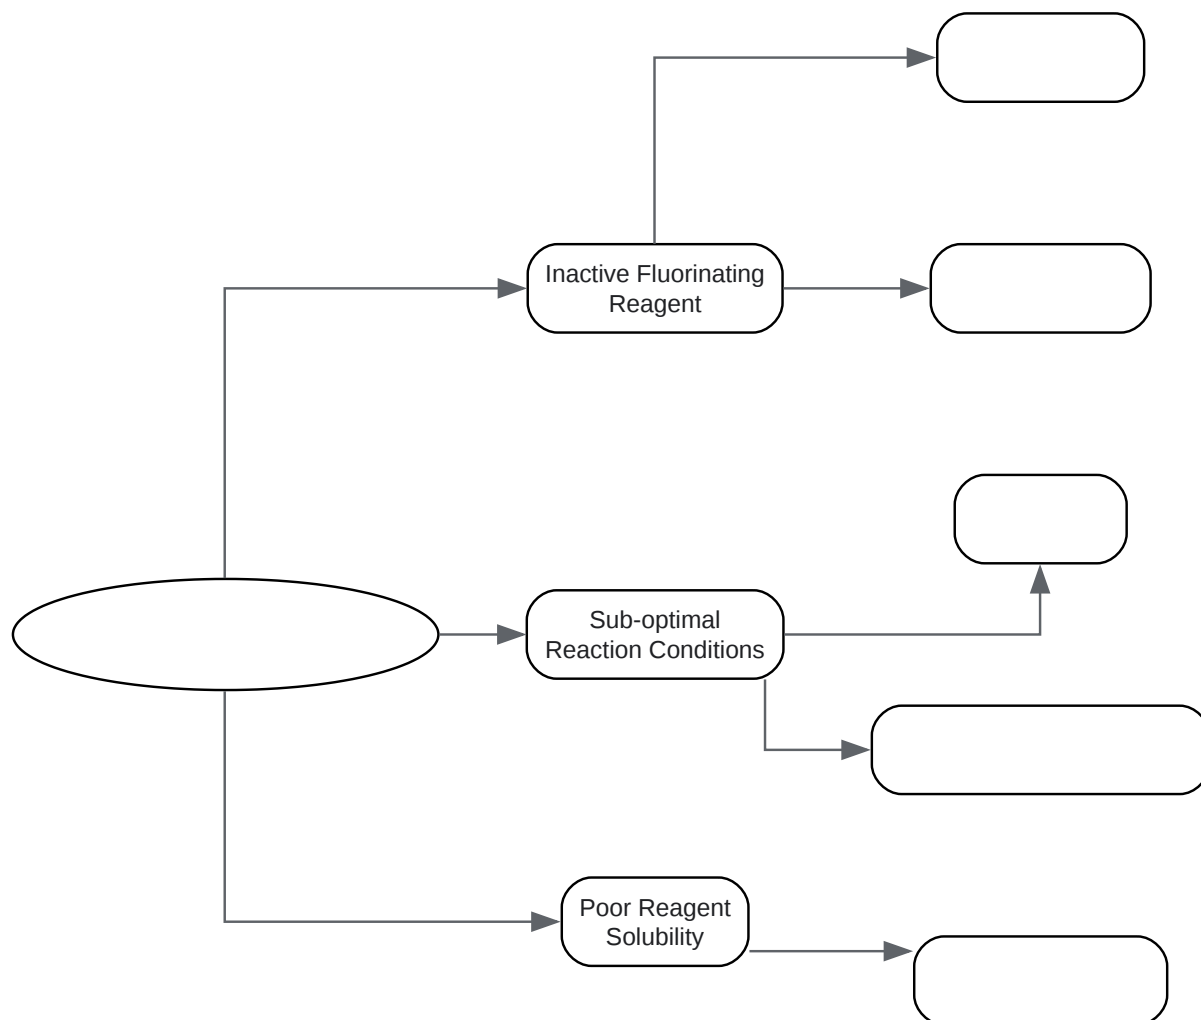 Inactive Fluorinating
Reagent
Sub-optimal
Reaction Conditions
Poor Reagent
Solubility